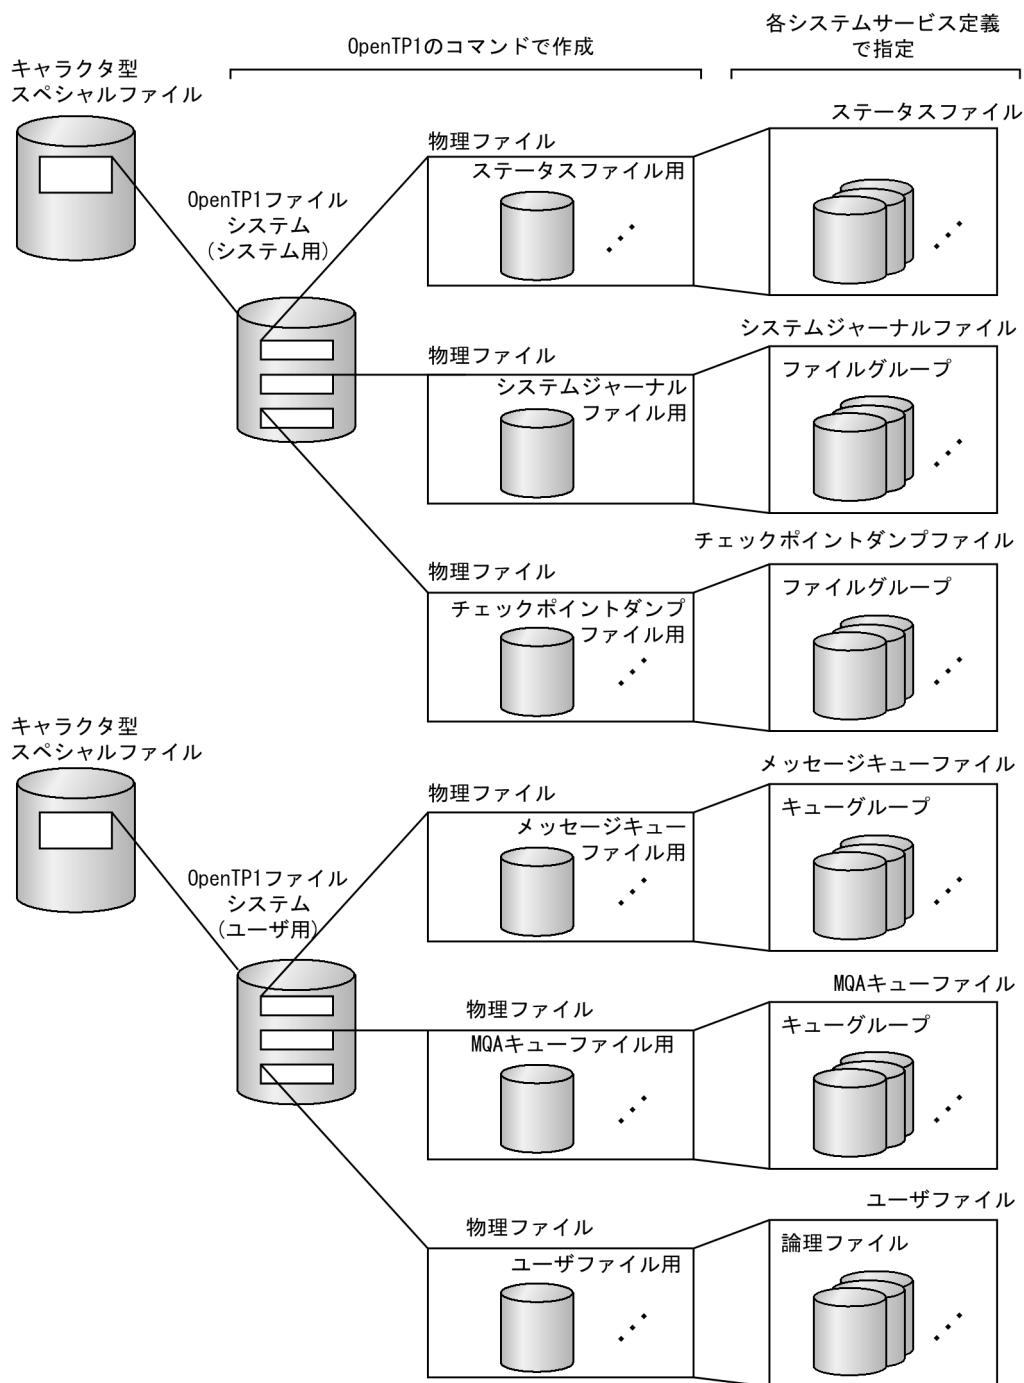 OpenTP1のコマンドで作成
各システムサービス定義
で指定
キャラクタ型
スペシャルファイル
OpenTP1ファイル
システム
(システム用)
物理ファイル
ステータスファイル用
ステータスファイル
物理ファイル
システムジャーナル
ファイル用
システムジャーナルファイル
ファイルグループ
物理ファイル
チェックポイントダンプ
ファイル用
チェックポイントダンプファイル
ファイルグループ
キャラクタ型
スペシャルファイル
OpenTP1ファイル
システム
(ユーザ用)
物理ファイル
メッセージキュー
ファイル用
メッセージキューファイル
キューグループ
物理ファイル
MQAキューファイル用
MQAキューファイル
キューグループ
物理ファイル
ユーザファイル用
ユーザファイル
論理ファイル